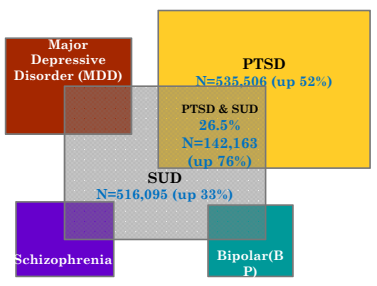 Major
Depressive
Disorder (MDD)
PTSD
N=535,506 (up 52%)
PTSD & SUD
26.5%
N=142,163
(up 76%)
SUD
N=516,095 (up 33%)
Schizophrenia
Bipolar(B
P)